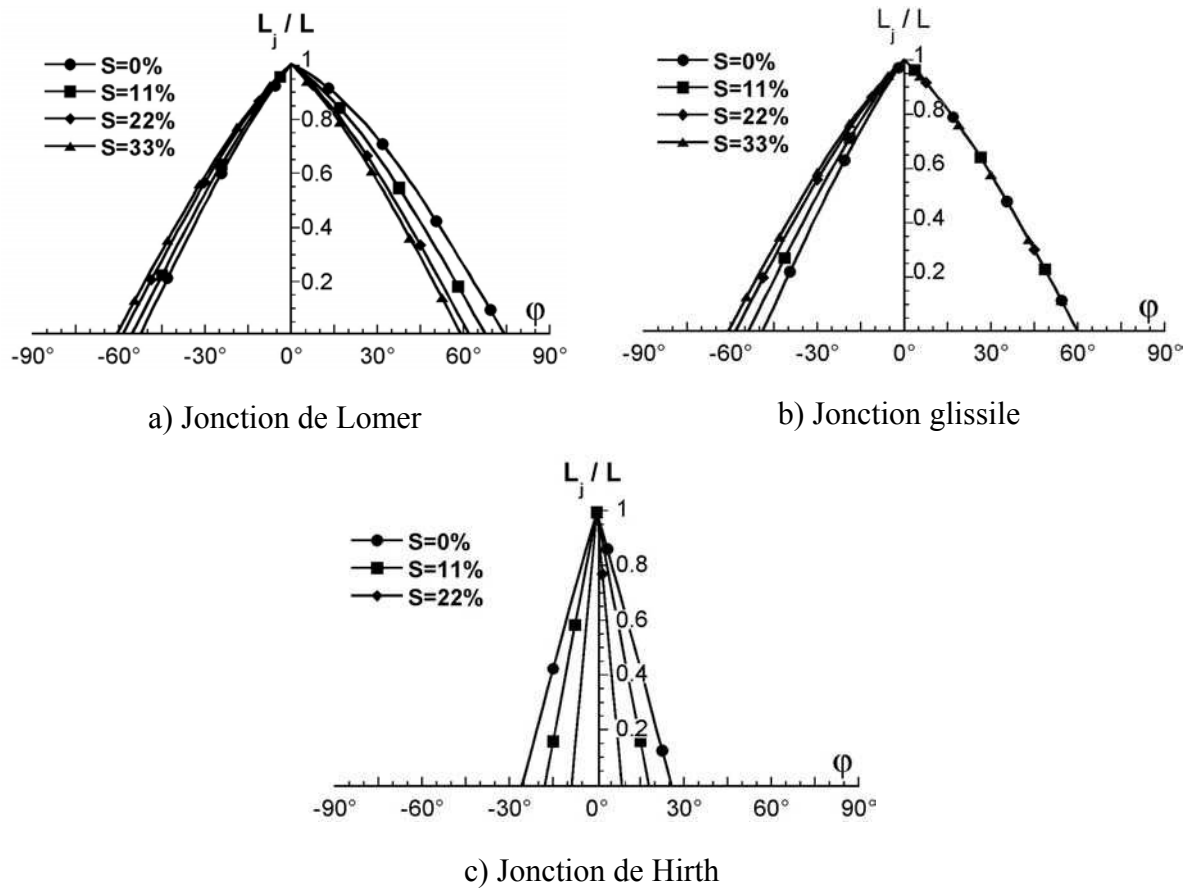 L_j / L
S=0%
S=11%
S=22%
S=33%
1
0.8
0.6
0.4
0.2
φ
-90° -60° -30° 0° 30° 60° 90°
a) Jonction de Lomer
L_j / L
S=0%
S=11%
S=22%
S=33%
1
0.8
0.6
0.4
0.2
φ
-90° -60° -30° 0° 30° 60° 90°
b) Jonction glissile
L_j / L
S=0%
S=11%
S=22%
1
0.8
0.6
0.4
0.2
φ
-90° -60° -30° 0° 30° 60° 90°
c) Jonction de Hirth